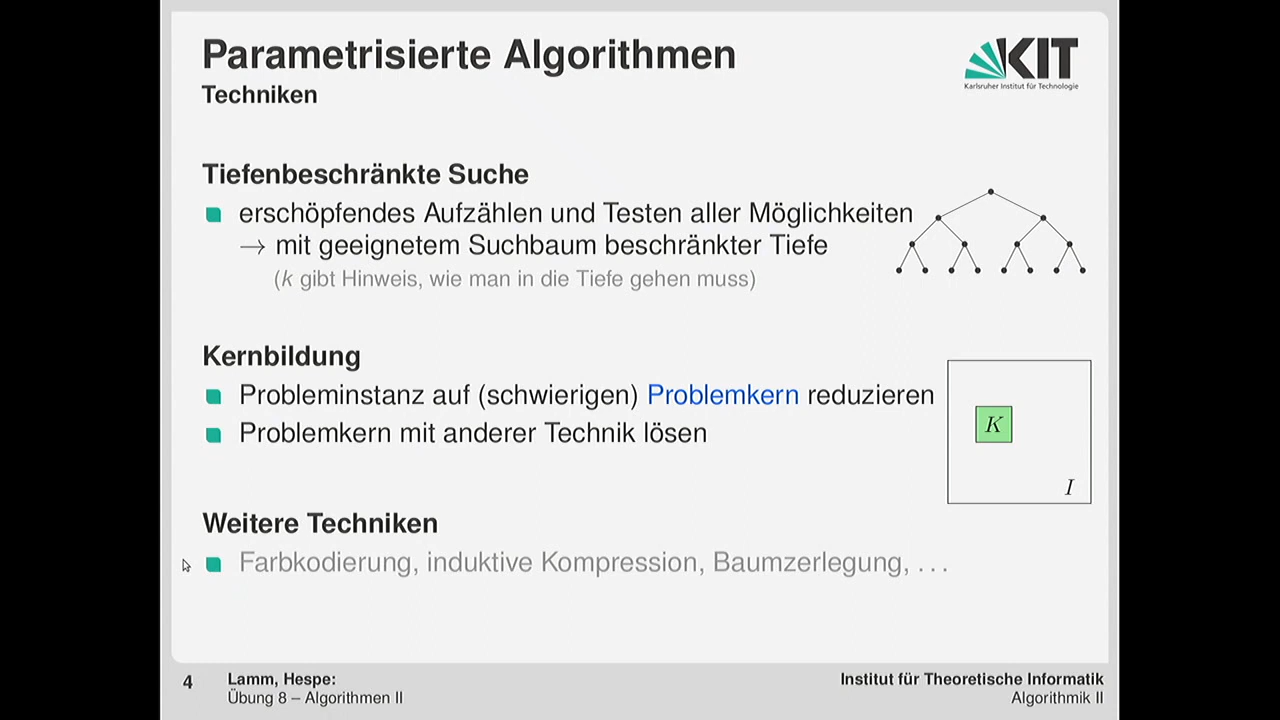 Parametrisierte Algorithmen
Techniken
KIT
Karlsruher Institut für Technologie
Tiefenbeschränkte Suche
erschöpfendes Aufzählen und Testen aller Möglichkeiten
→ mit geeignetem Suchbaum beschränkter Tiefe
(k gibt Hinweis, wie man in die Tiefe gehen muss)
Kernbildung
Probleminstanz auf (schwierigen) Problemkern reduzieren
Problemkern mit anderer Technik lösen
K
I
Weitere Techniken
Farbkodierung, induktive Kompression, Baumzerlegung, . . .
4
Lamm, Hespe:
Übung 8 – Algorithmen II
Institut für Theoretische Informatik
Algorithmik II